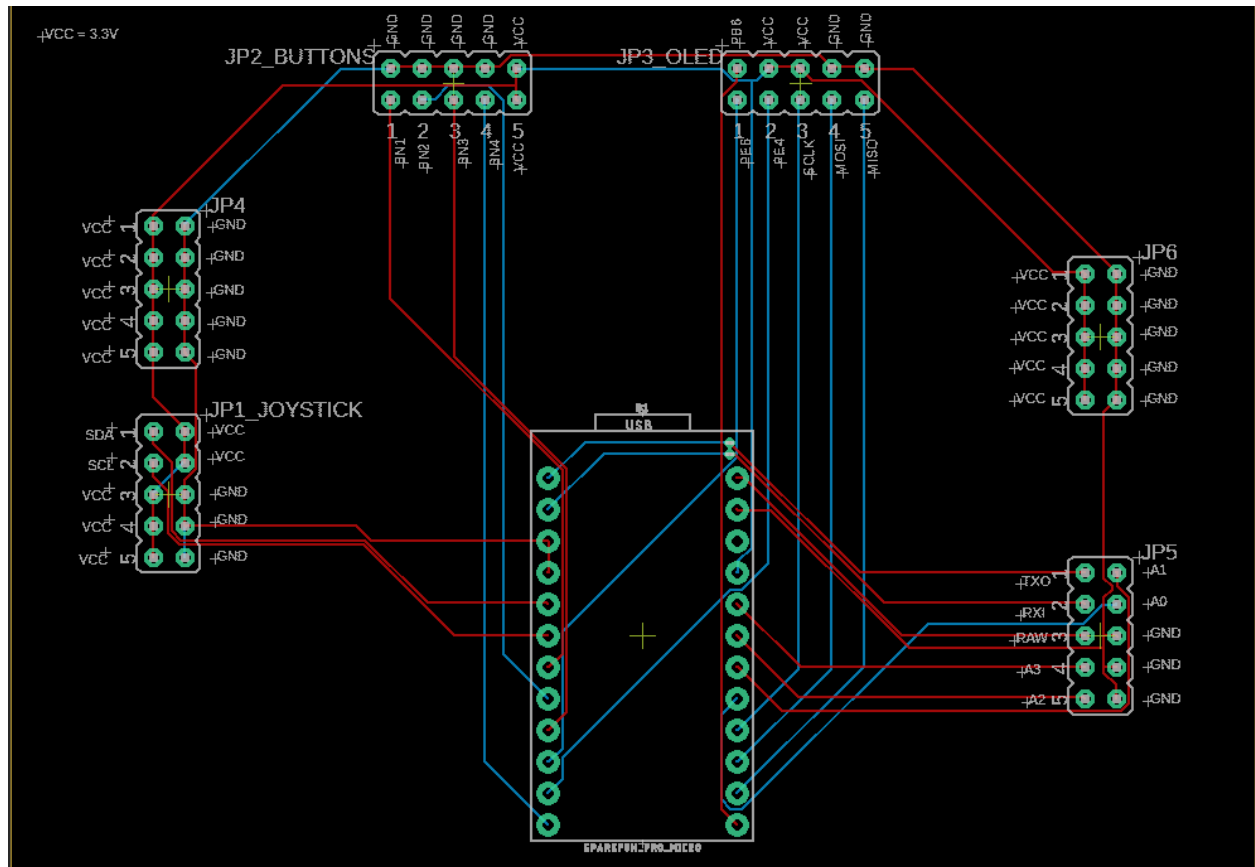 +VCC = 3.3V
GND
GND
GND
GND
VCC
PB6
VCC
VCC
GND
GND
JP2_BUTTONS
JP3_OLED
1 2 3 4 5
1 2 3 4 5
BN1
BN2
BN3
BN4
VCC
PE6
PE4
SCLK
MOSI
MISO
JP4
VCC 1 GND
VCC 2 GND
VCC 3 GND
VCC 4 GND
VCC 5 GND
JP6
VCC 1 GND
VCC 2 GND
VCC 3 GND
VCC 4 GND
VCC 5 GND
JP1_JOYSTICK
SDA 1 VCC
SCL 2 VCC
VCC 3 GND
VCC 4 GND
VCC 5 GND
USB
JP5
TXO 1 A1
RXI 2 A0
RAW 3 GND
A3 4 GND
A2 5 GND
SPARKFUN_PRO_MICRO